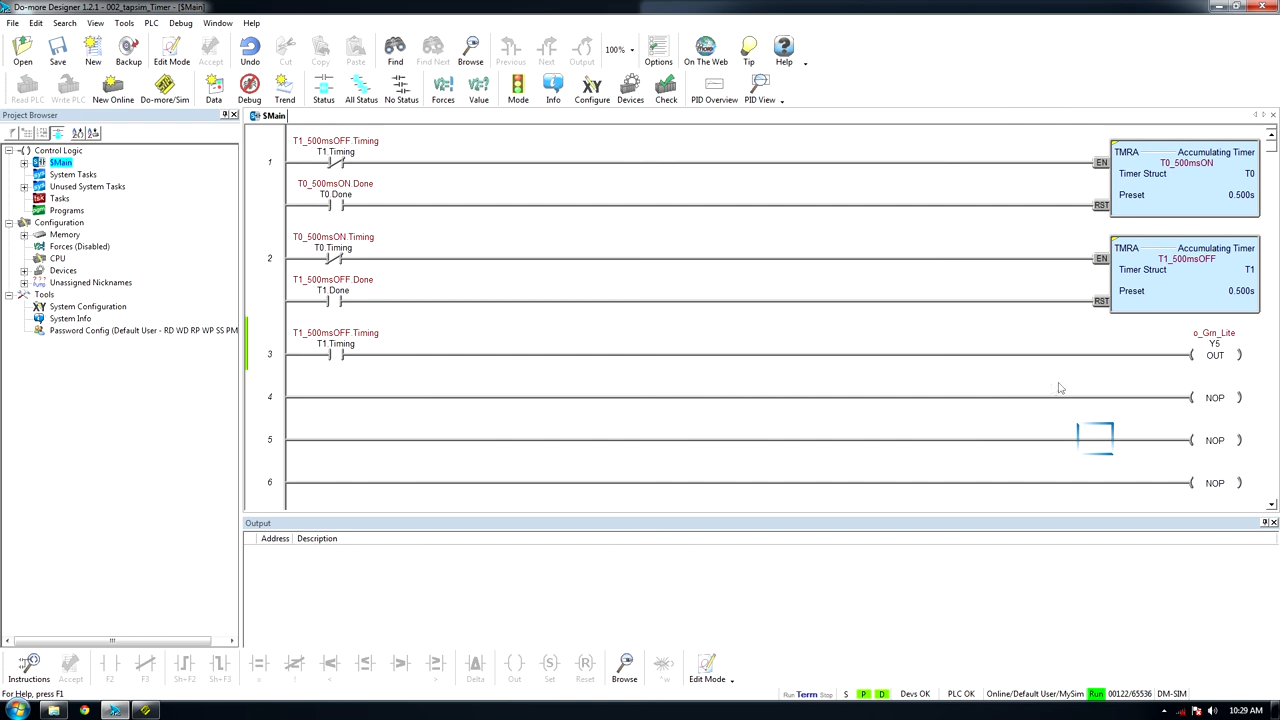 Do-more Designer 1.2.1 - 002_tapsim_Timer - [$Main]
File Edit Search View Tools PLC Debug Window Help
Open Save New Backup Edit Mode Accept Undo Cut Copy Paste Find Find Next Browse Previous Next Output 100% Options On The Web Tip Help
Read PLC Write PLC New Online Do-more/Sim Data Debug Trend Status All Status No Status Forces Value Mode Info Configure Devices Check PID Overview PID View
Project Browser
Control Logic
$Main
System Tasks
Unused System Tasks
Tasks
Programs
Configuration
Memory
Forces (Disabled)
CPU
Devices
Unassigned Nicknames
Tools
System Configuration
System Info
Password Config (Default User - RD WD RP WP SS PM
$Main
T1_500msOFF.Timing
T1.Timing
1
EN
TMRA Accumulating Timer
T0_500msON
Timer Struct T0
Preset 0.500s
T0_500msON.Done
T0.Done
RST
T0_500msON.Timing
T0.Timing
2
EN
TMRA Accumulating Timer
T1_500msOFF
Timer Struct T1
Preset 0.500s
T1_500msOFF.Done
T1.Done
RST
T1_500msOFF.Timing
T1.Timing
3
o_Grn_Lite
Y5
OUT
4 NOP
5 NOP
6 NOP
Output
Address Description
Instructions Accept F2 F3 Sh+F2 Sh+F3 = ! < > Delta Out Set Reset Browse ^w Edit Mode
For Help, press F1
Run Term Stop S P D Devs OK PLC OK Online/Default User/MySim Run 00122/65536 DM-SIM
10:29 AM